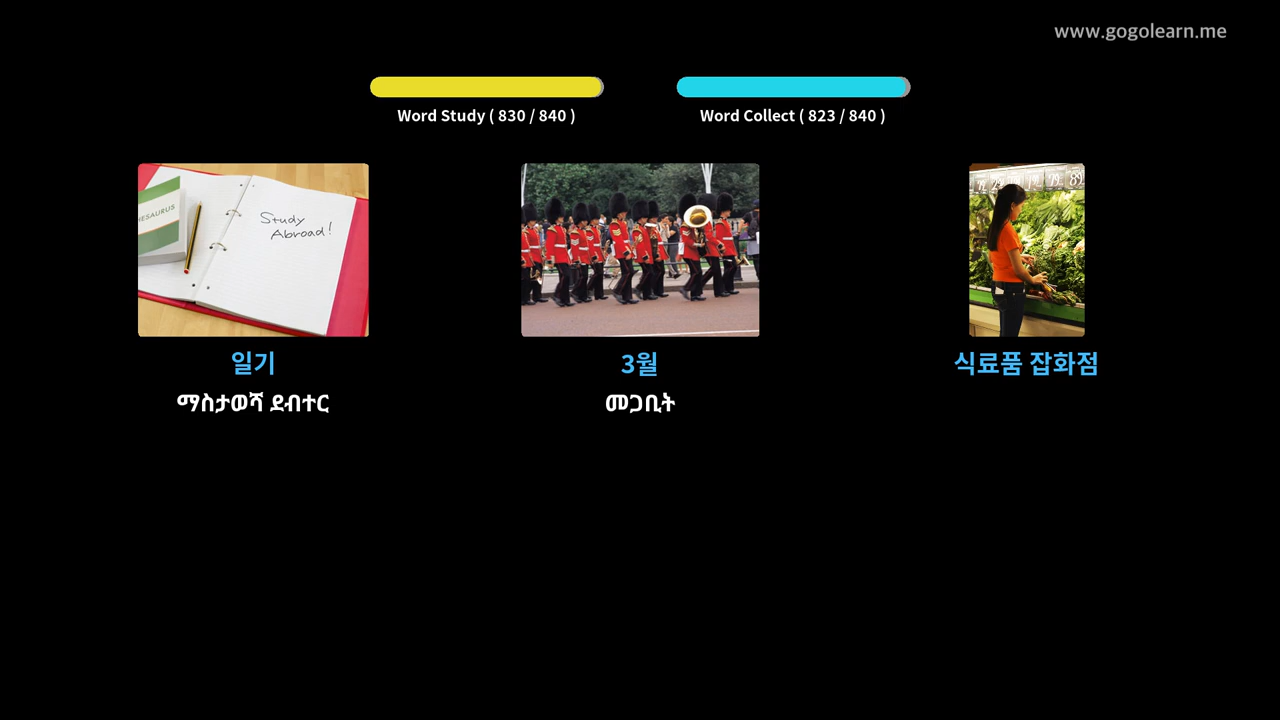 www.gogolearn.me
Word Study ( 830 / 840 )
Word Collect ( 823 / 840 )
HESAURUS
Study
Abroad!
일기
3월
식료품 잡화점
ማስታወሻ ደብተር
መጋቢት